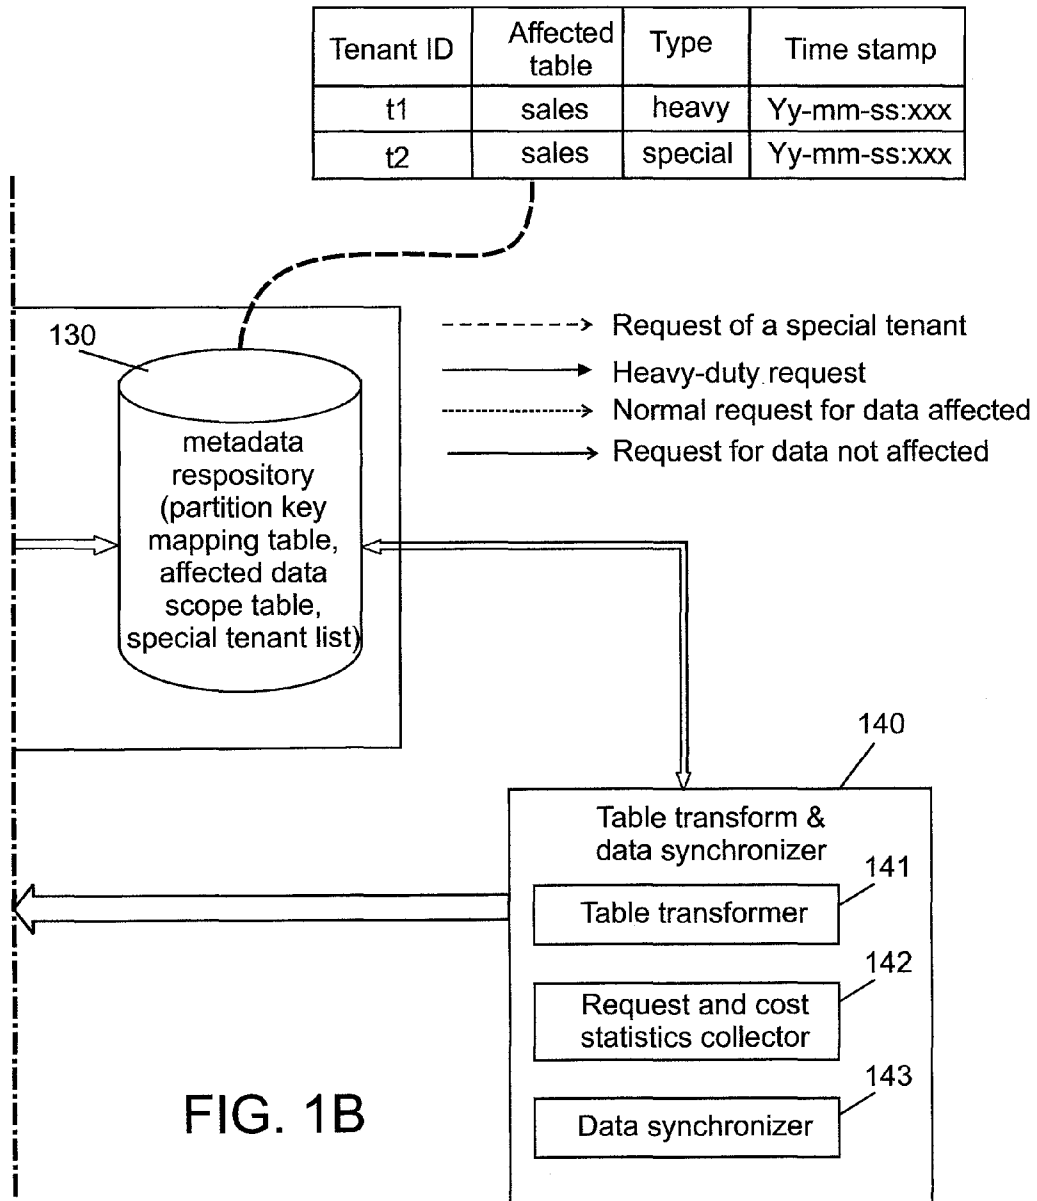 Tenant ID Affected table Type Time stamp
t1 sales heavy Yy-mm-ss:xxx
t2 sales special Yy-mm-ss:xxx
130
metadata
respository
(partition key
mapping table,
affected data
scope table,
special tenant list)
Request of a special tenant
Heavy-duty request
Normal request for data affected
Request for data not affected
140
Table transform &
data synchronizer
141
Table transformer
142
Request and cost
statistics collector
143
Data synchronizer
FIG. 1B